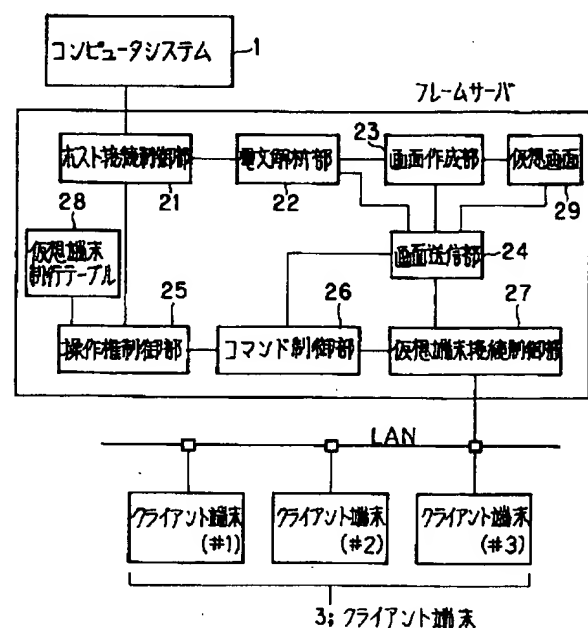 コンピュータシステム
1
フレームサーバ
ホスト接続制御部
21
電文解析部
22
23
画面作成部
仮想画面
29
28
仮想端末
制行テーブル
画面送信部
24
25
操作権制御部
26
コマンド制御部
27
仮想端末接続制御部
LAN
クライアント端末
(#1)
クライアント端末
(#2)
クライアント端末
(#3)
3; クライアント端末